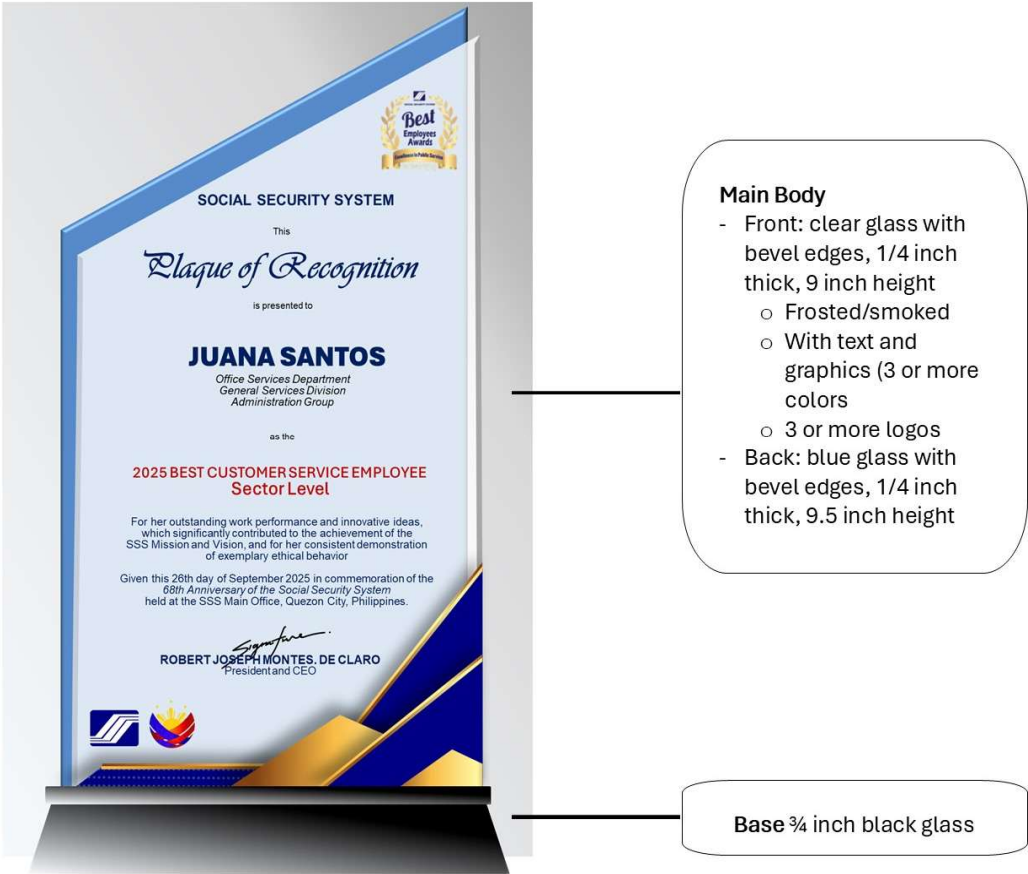 SOCIAL SECURITY SYSTEM
Best
Employees
Awards
Excellence in Public Service
SOCIAL SECURITY SYSTEM
This
Plaque of Recognition
is presented to
JUANA SANTOS
Office Services Department
General Services Division
Administration Group
as the
2025 BEST CUSTOMER SERVICE EMPLOYEE
Sector Level
For her outstanding work performance and innovative ideas,
which significantly contributed to the achievement of the
SSS Mission and Vision, and for her consistent demonstration
of exemplary ethical behavior
Given this 26th day of September 2025 in commemoration of the
68th Anniversary of the Social Security System
held at the SSS Main Office, Quezon City, Philippines.
Signature
ROBERT JOSEPH MONTES. DE CLARO
President and CEO
Main Body
- Front: clear glass with
bevel edges, 1/4 inch
thick, 9 inch height
o Frosted/smoked
o With text and
graphics (3 or more
colors
o 3 or more logos
- Back: blue glass with
bevel edges, 1/4 inch
thick, 9.5 inch height
Base ¾ inch black glass